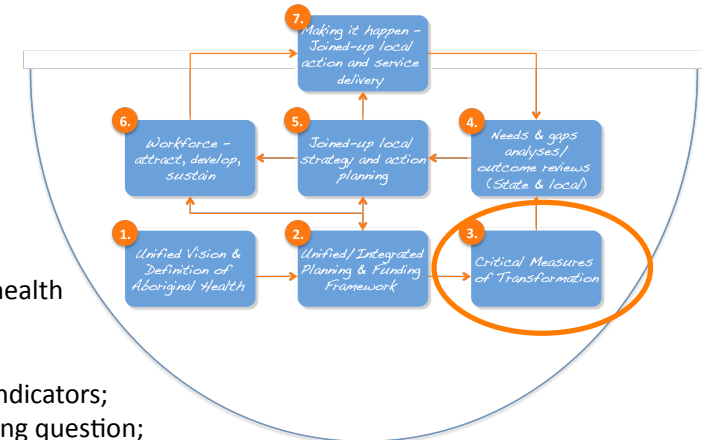 7.
Making it happen –
Joined-up local
action and service
delivery
6.
Workforce –
attract, develop,
sustain
5.
Joined-up local
strategy and action
planning
4.
Needs & gaps
analyses/
outcome reviews
(State & local)
1.
Unified Vision &
Definition of
Aboriginal Health
2.
Unified/Integrated
Planning & Funding
Framework
3.
Critical Measures
of Transformation
health
ndicators;
ng question;